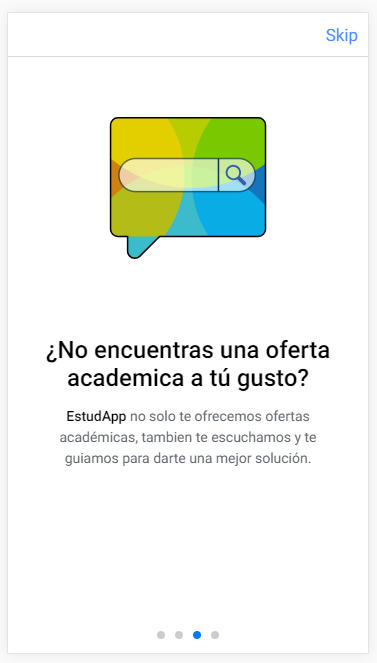 Skip
¿No encuentras una oferta
academica a tú gusto?
EstudApp no solo te ofrecemos ofertas
académicas, tambien te escuchamos y te
guiamos para darte una mejor solución.